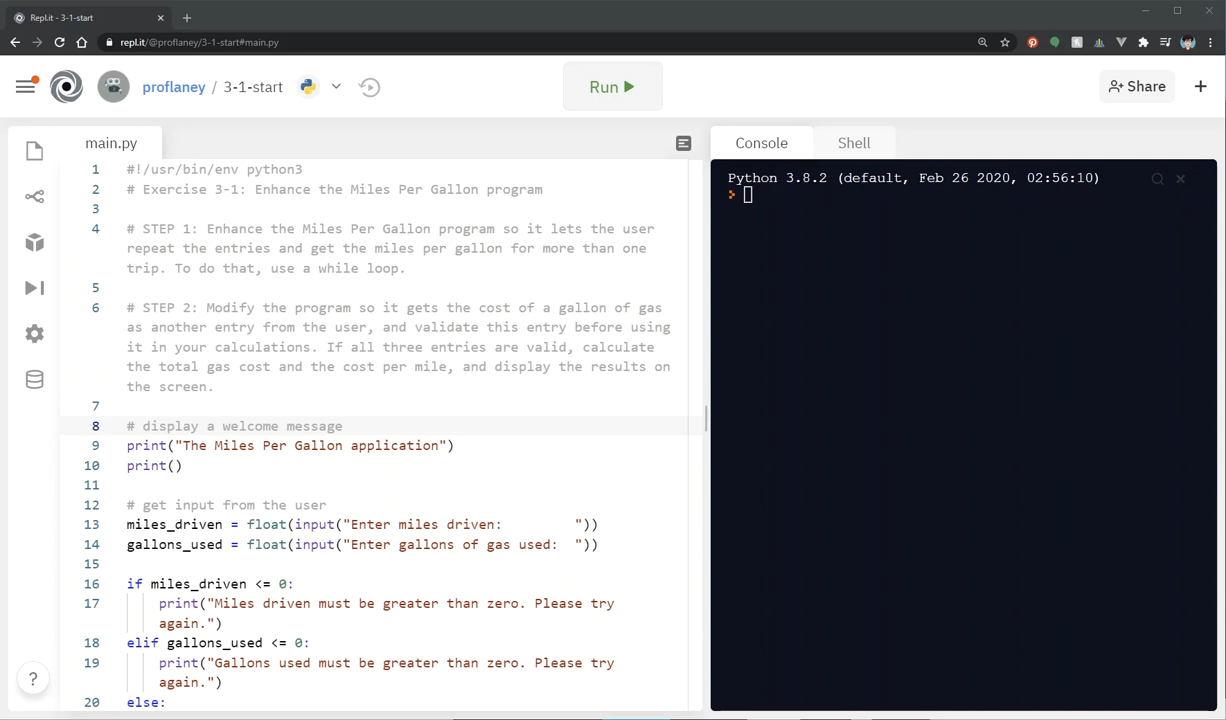 Repl.it - 3-1-start
repl.it/@proflaney/3-1-start#main.py
proflaney / 3-1-start
Run
Share
main.py
Console
Shell
1 #!/usr/bin/env python3
2 # Exercise 3-1: Enhance the Miles Per Gallon program
3
4 # STEP 1: Enhance the Miles Per Gallon program so it lets the user
repeat the entries and get the miles per gallon for more than one
trip. To do that, use a while loop.
5
6 # STEP 2: Modify the program so it gets the cost of a gallon of gas
as another entry from the user, and validate this entry before using
it in your calculations. If all three entries are valid, calculate
the total gas cost and the cost per mile, and display the results on
the screen.
7
8 # display a welcome message
9 print("The Miles Per Gallon application")
10 print()
11
12 # get input from the user
13 miles_driven = float(input("Enter miles driven:         "))
14 gallons_used = float(input("Enter gallons of gas used:  "))
15
16 if miles_driven <= 0:
17     print("Miles driven must be greater than zero. Please try
again.")
18 elif gallons_used <= 0:
19     print("Gallons used must be greater than zero. Please try
again.")
20 else:
Python 3.8.2 (default, Feb 26 2020, 02:56:10)
?